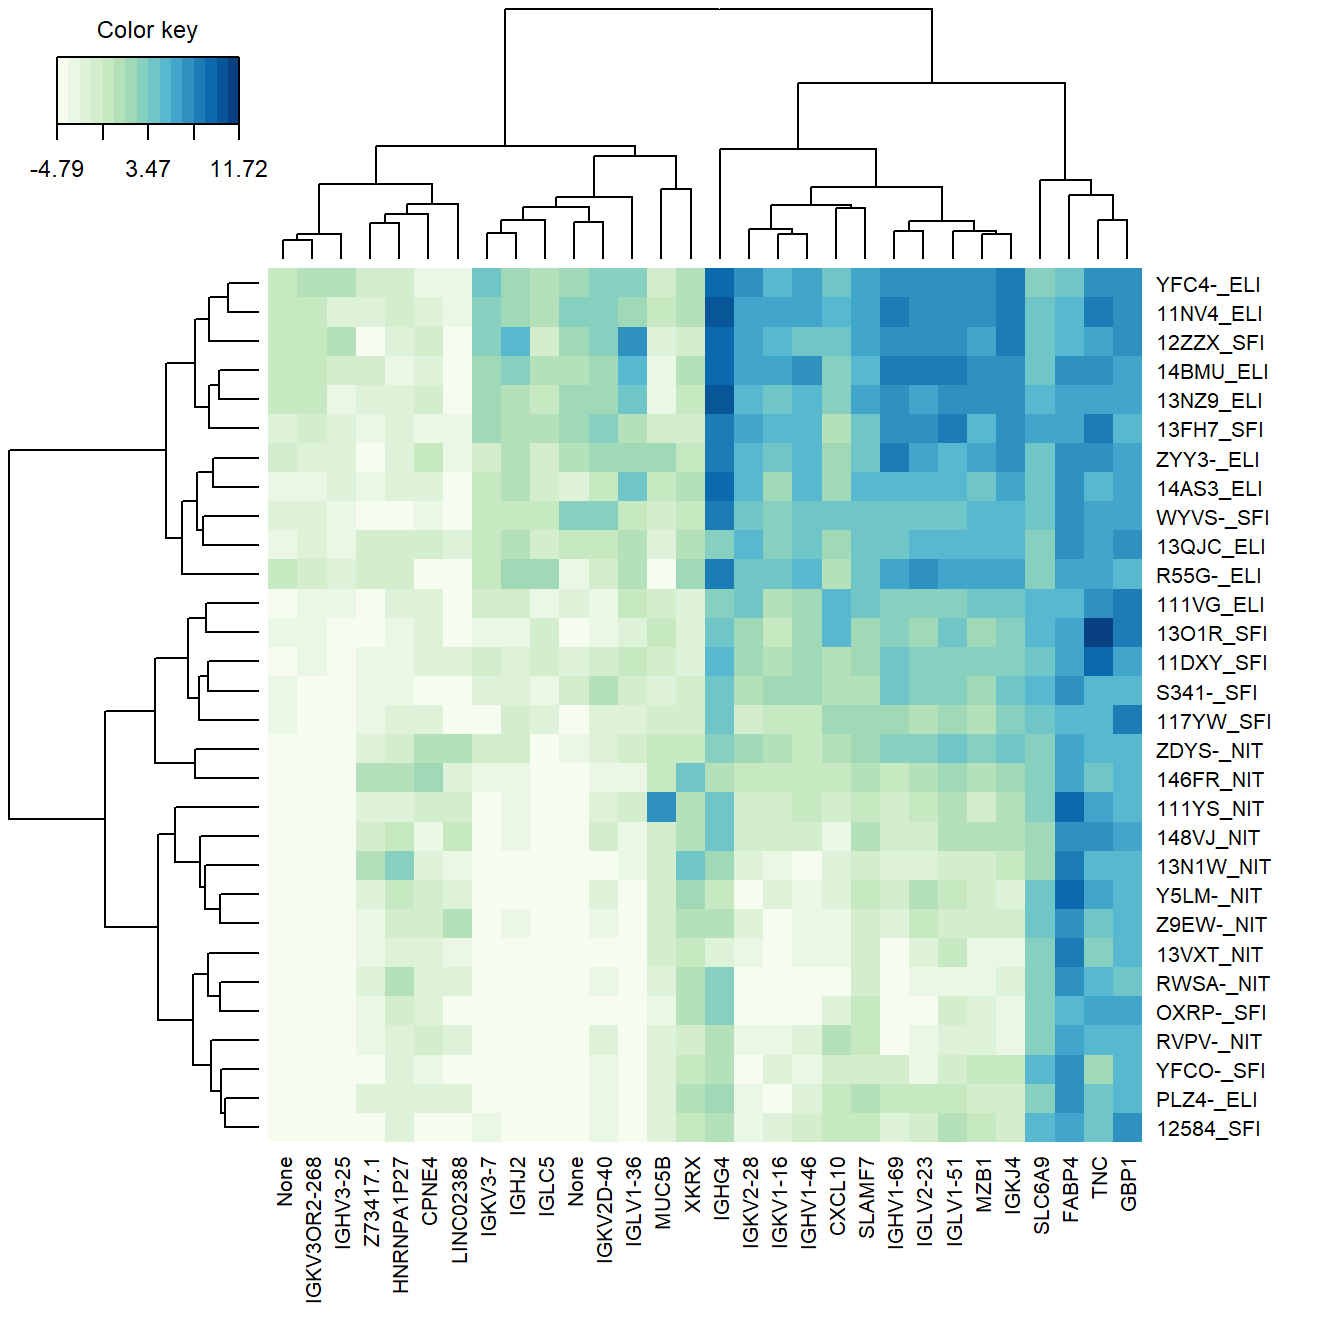 Color key
-4.79 3.47 11.72
YFC4-_ELI
11NV4_ELI
12ZZX_SFI
14BMU_ELI
13NZ9_ELI
13FH7_SFI
ZYY3-_ELI
14AS3_ELI
WYVS-_SFI
13QJC_ELI
R55G-_ELI
111VG_ELI
13O1R_SFI
11DXY_SFI
S341-_SFI
117YW_SFI
ZDYS-_NIT
146FR_NIT
111YS_NIT
148VJ_NIT
13N1W_NIT
Y5LM-_NIT
Z9EW-_NIT
13VXT_NIT
RWSA-_NIT
OXRP-_SFI
RVPV-_NIT
YFCO-_SFI
PLZ4-_ELI
12584_SFI
None
IGKV3OR2-268
IGHV3-25
Z73417.1
HNRNPA1P27
CPNE4
LINC02388
IGKV3-7
IGHJ2
IGLC5
None
IGKV2D-40
IGLV1-36
MUC5B
XKRX
IGHG4
IGKV2-28
IGKV1-16
IGHV1-46
CXCL10
SLAMF7
IGHV1-69
IGLV2-23
IGLV1-51
MZB1
IGKJ4
SLC6A9
FABP4
TNC
GBP1